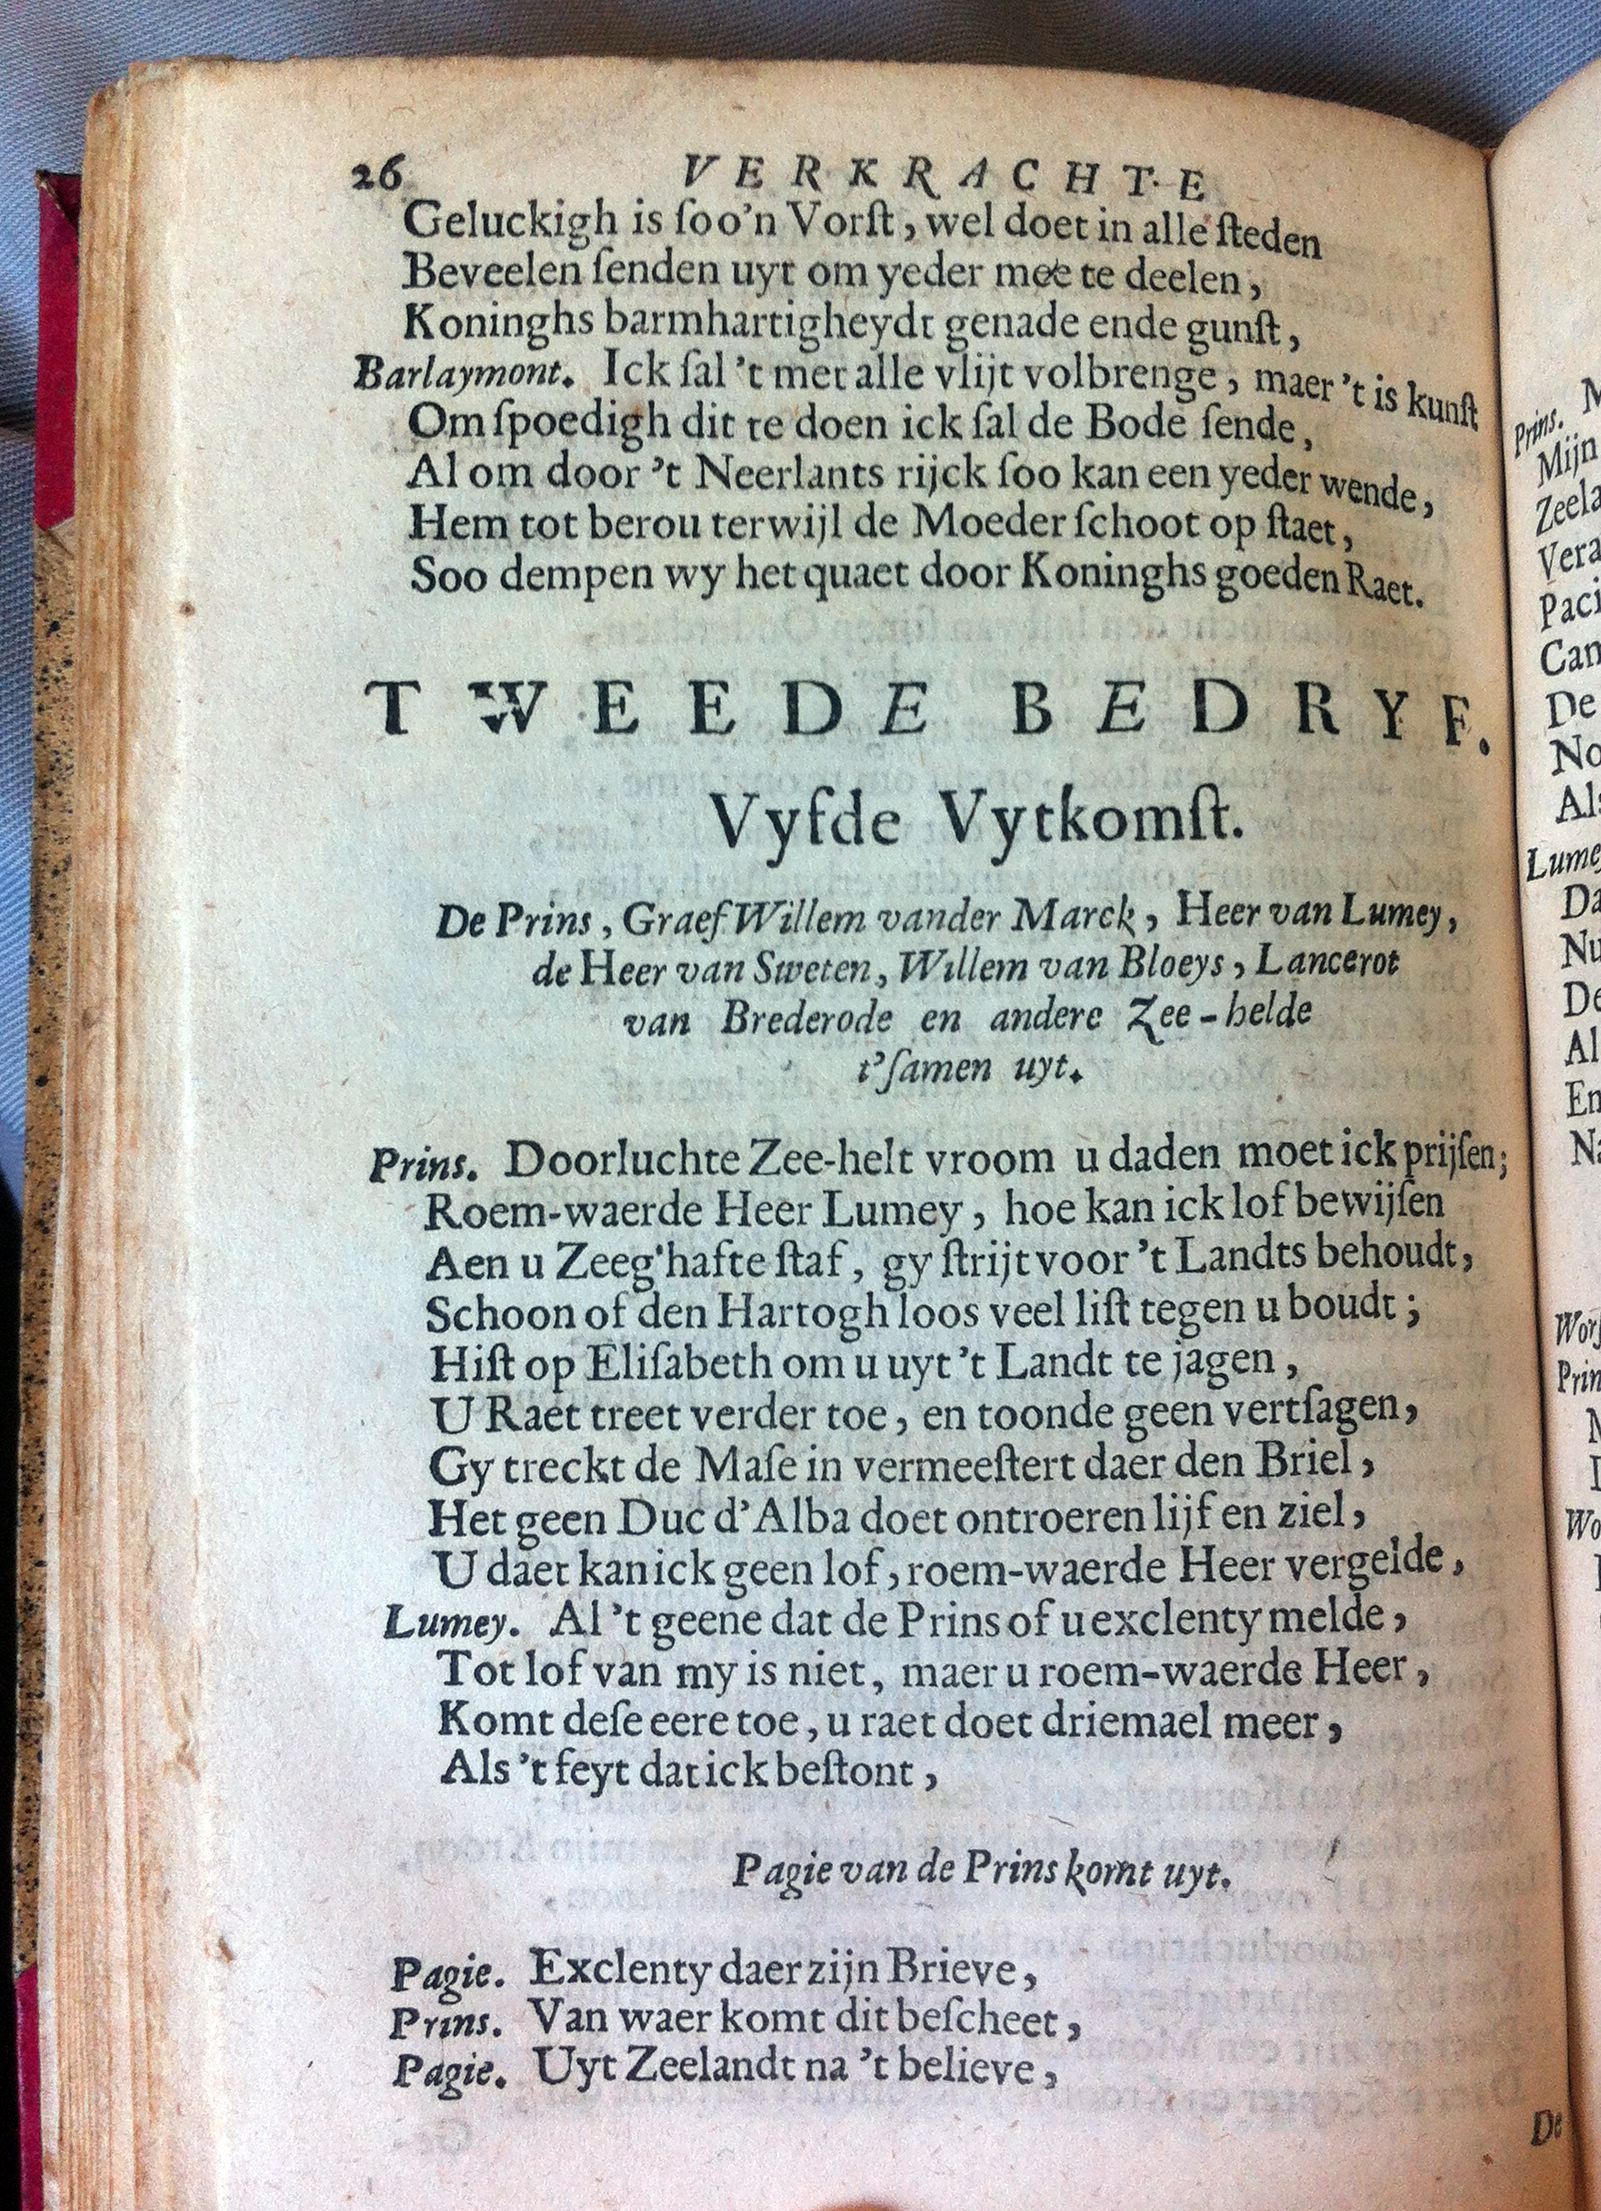 26 VERKRACHTE
Geluckigh is ſoo'n Vorſt, wel doet in alle ſteden
Beveelen ſenden uyt om yeder mee te deelen,
Koninghs barmhartigheydt genade ende gunſt,
Barlaymont. Ick ſal 't met alle vlijt volbrenge, maer 't is kunſt
Om ſpoedigh dit te doen ick ſal de Bode ſende,
Al om door 't Neerlants rijck ſoo kan een yeder wende,
Hem tot berou terwijl de Moeder ſchoot op ſtaet,
Soo dempen wy het quaet door Koninghs goeden Raet.
TWEEDE BEDRYF.
Vyfde Vytkomſt.
De Prins, Graef Willem vander Marck, Heer van Lumey,
de Heer van Sweten, Willem van Bloeys, Lancerot
van Brederode en andere Zee-helde
t'ſamen uyt.
Prins. Doorluchte Zee-helt vroom u daden moet ick prijſen;
Roem-waerde Heer Lumey, hoe kan ick lof bewijſen
Aen u Zeeg'hafte ſtaf, gy ſtrijt voor 't Landts behoudt,
Schoon of den Hartogh loos veel liſt tegen u boudt;
Hiſt op Eliſabeth om u uyt 't Landt te jagen,
U Raet treet verder toe, en toonde geen vertſagen,
Gy treckt de Maſe in vermeeſtert daer den Briel,
Het geen Duc d'Alba doet ontroeren lijf en ziel,
U daet kan ick geen lof, roem-waerde Heer vergelde,
Lumey. Al 't geene dat de Prins of u exclenty melde,
Tot lof van my is niet, maer u roem-waerde Heer,
Komt deſe eere toe, u raet doet driemael meer,
Als 't feyt dat ick beſtont,
Pagie van de Prins komt uyt.
Pagie. Exclenty daer zijn Brieve,
Prins. Van waer komt dit beſcheet,
Pagie. Uyt Zeelandt na 't believe,
Prins.
Mijn
De
No
Da
Nu
De
Al
En
Na
De